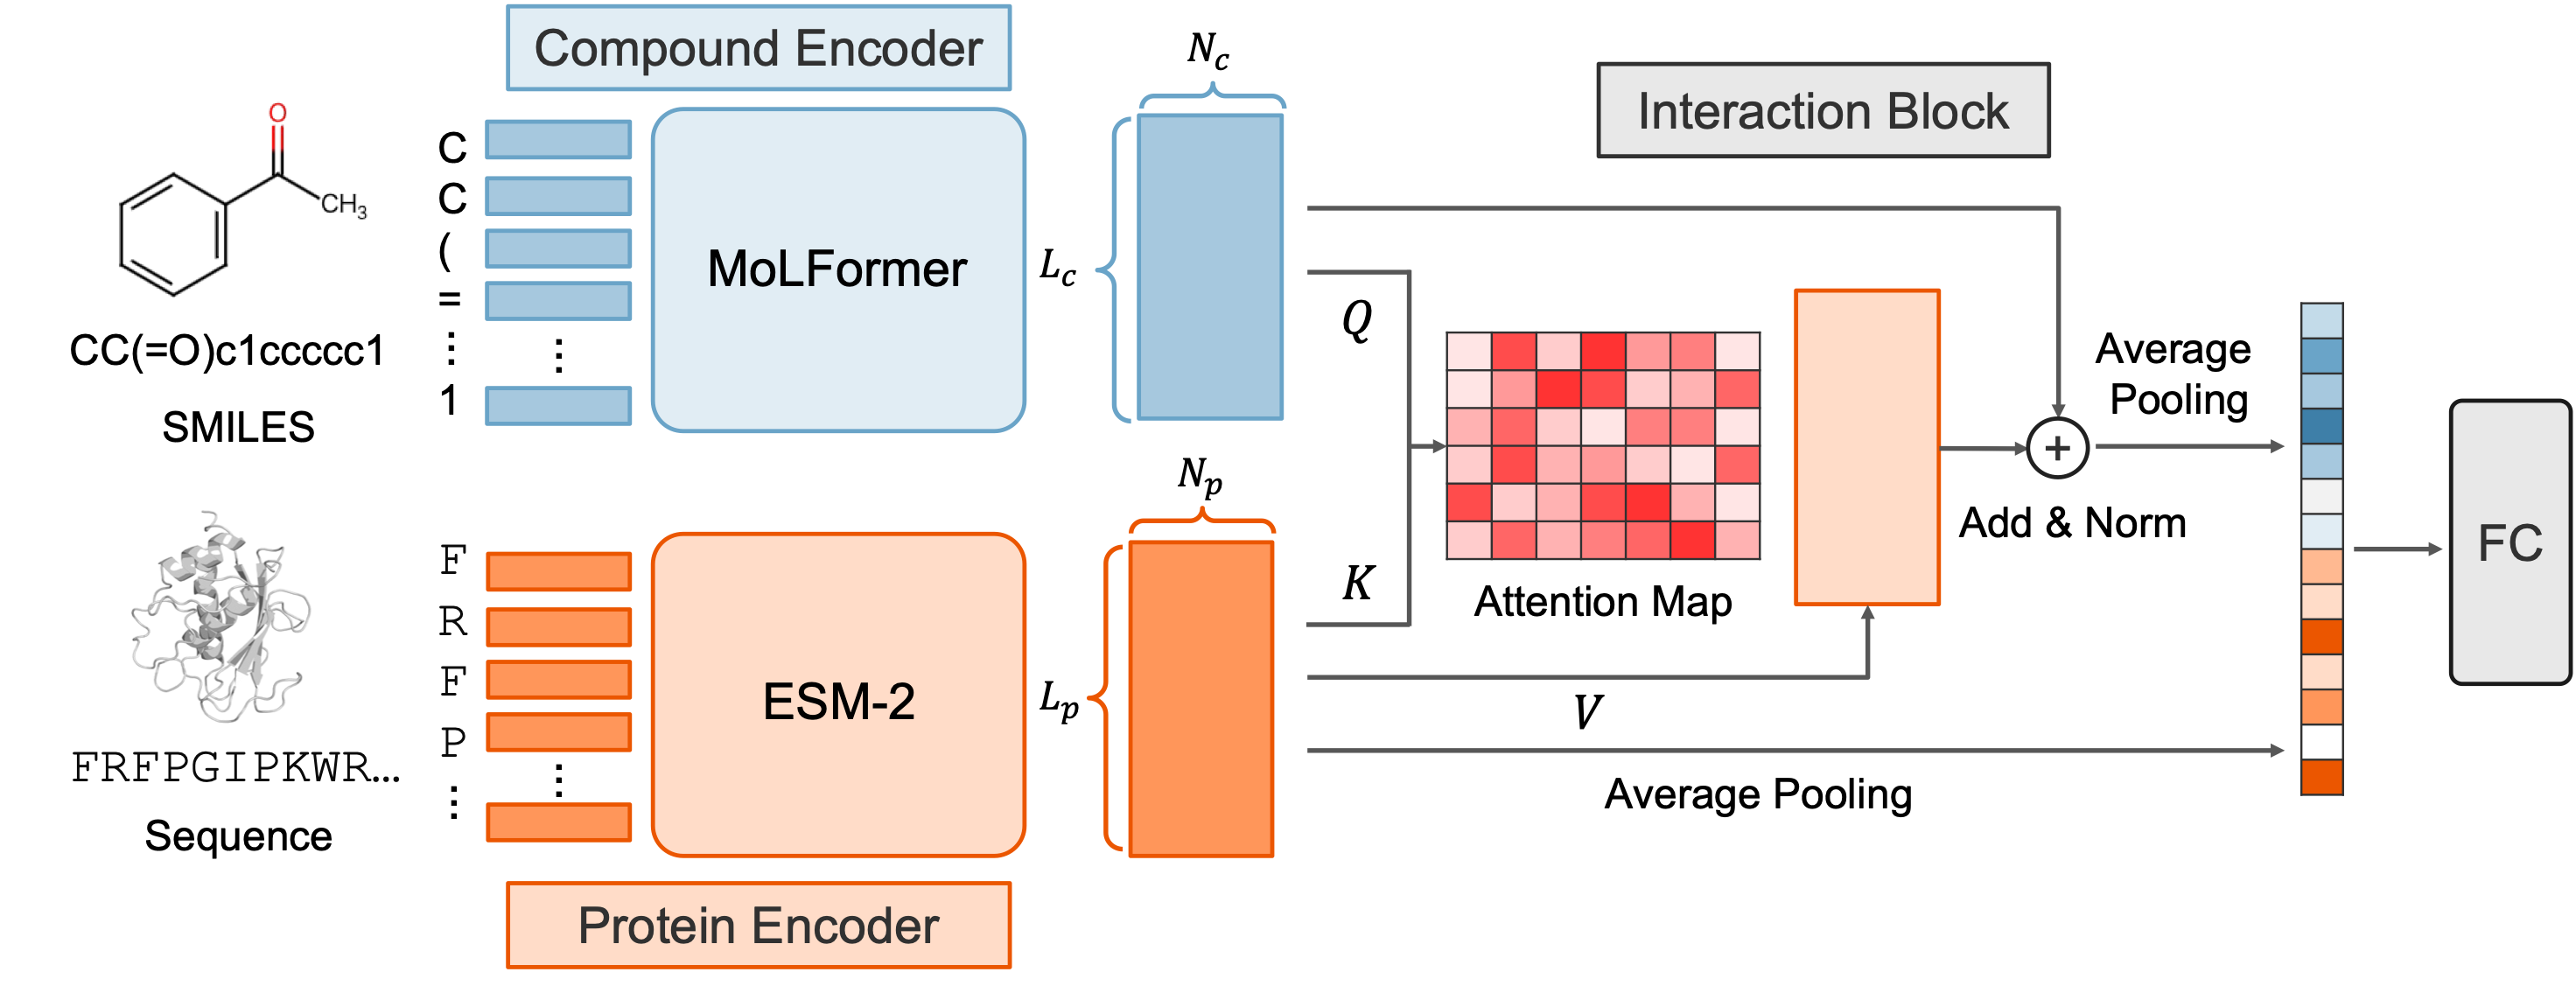 Compound Encoder
O
CH₃
CC(=O)c1ccccc1
SMILES
C
C
(
=
⋮
1
⋮
MoLFormer
N_c
L_c
Interaction Block
Q
K
V
Attention Map
Add & Norm
Average
Pooling
+
FC
FRFPGIPKWR...
Sequence
F
R
F
P
⋮
⋮
ESM-2
N_p
L_p
Average Pooling
Protein Encoder